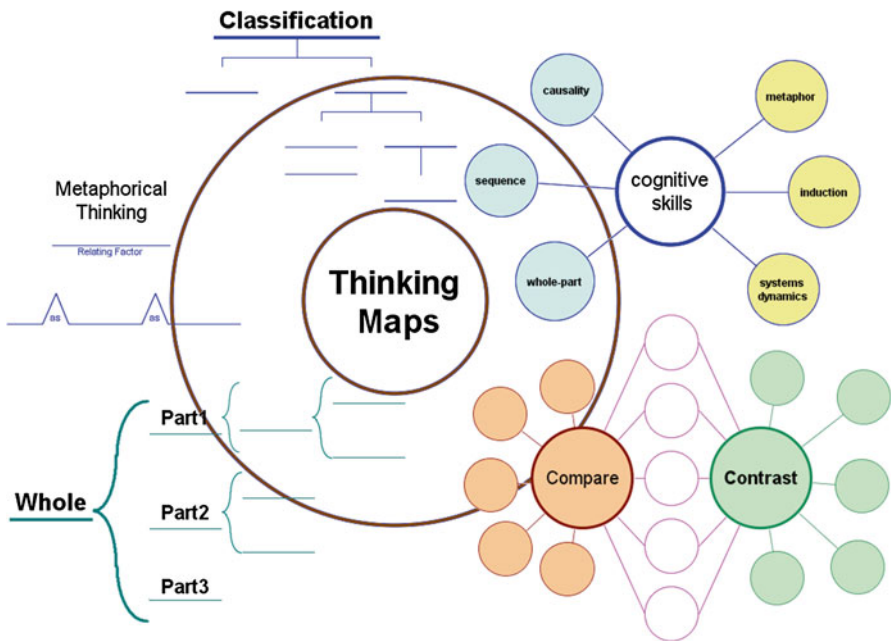 Classification
causality
metaphor
sequence
cognitive
skills
induction
Metaphorical
Thinking
Relating Factor
whole-part
systems
dynamics
as
as
Thinking
Maps
Part1
Compare
Contrast
Whole
Part2
Part3